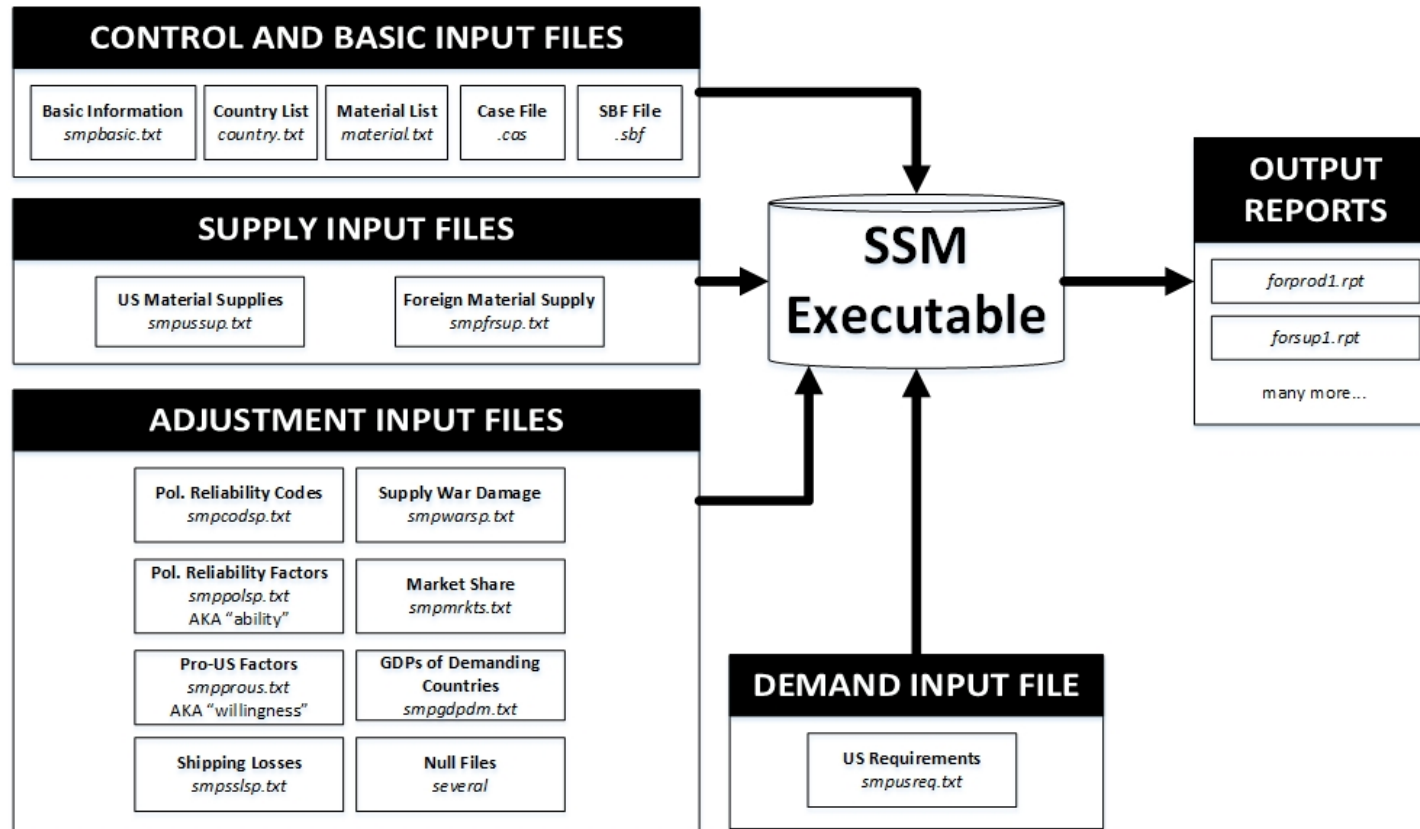 CONTROL AND BASIC INPUT FILES
Basic Information
smpbasic.txt
Country List
country.txt
Material List
material.txt
Case File
.cas
SBF File
.sbf
SUPPLY INPUT FILES
US Material Supplies
smpussup.txt
Foreign Material Supply
smpfrsup.txt
ADJUSTMENT INPUT FILES
Pol. Reliability Codes
smpcodsp.txt
Supply War Damage
smpwarsp.txt
Pol. Reliability Factors
smppolsp.txt
AKA “ability”
Market Share
smpmrkts.txt
Pro-US Factors
smpprous.txt
AKA “willingness”
GDPs of Demanding
Countries
smpgdpdm.txt
Shipping Losses
smpsslsp.txt
Null Files
several
SSM
Executable
DEMAND INPUT FILE
US Requirements
smpusreq.txt
OUTPUT
REPORTS
forprod1.rpt
forsup1.rpt
many more...